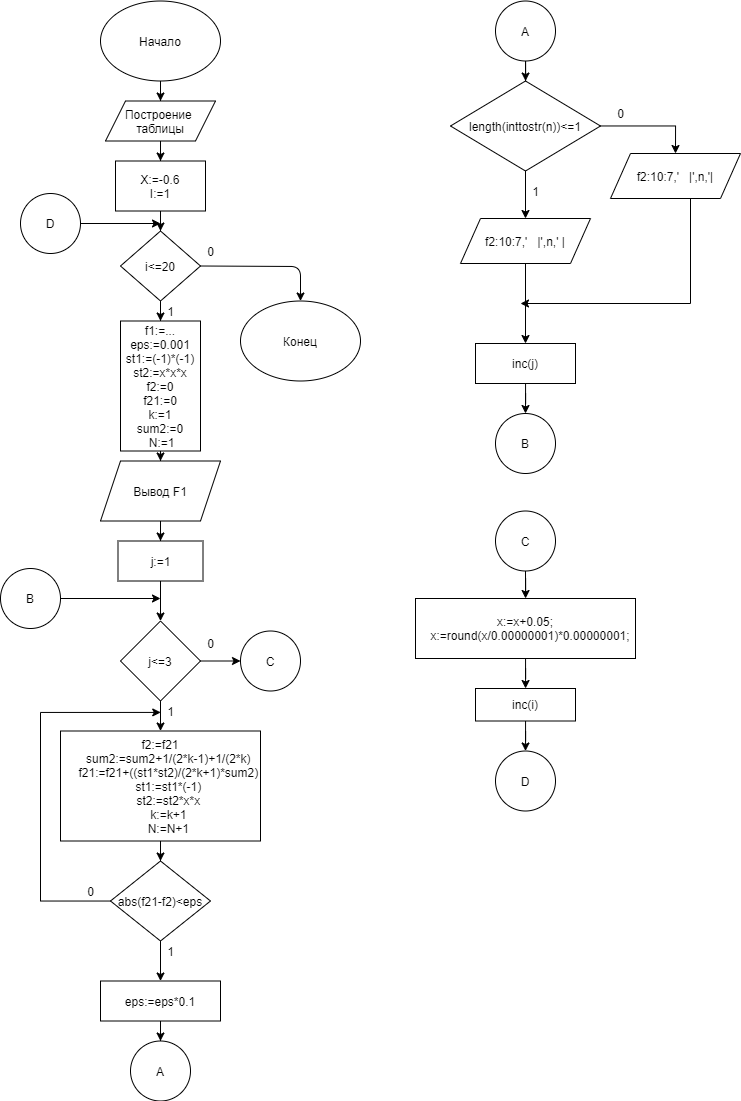 Начало
Построение
таблицы
X:=-0.6
I:=1
D
i<=20
0
1
Конец
f1:=...
eps:=0.001
st1:=(-1)*(-1)
st2:=x*x*x
f2:=0
f21:=0
k:=1
sum2:=0
N:=1
Вывод F1
j:=1
B
j<=3
0
C
1
f2:=f21
sum2:=sum2+1/(2*k-1)+1/(2*k)
f21:=f21+((st1*st2)/(2*k+1)*sum2)
st1:=st1*(-1)
st2:=st2*x*x
k:=k+1
N:=N+1
0
abs(f21-f2)<eps
1
eps:=eps*0.1
A
A
length(inttostr(n))<=1
0
f2:10:7,'   |',n,'|
1
f2:10:7,'   |',n,' |
inc(j)
B
C
x:=x+0.05;
x:=round(x/0.00000001)*0.00000001;
inc(i)
D